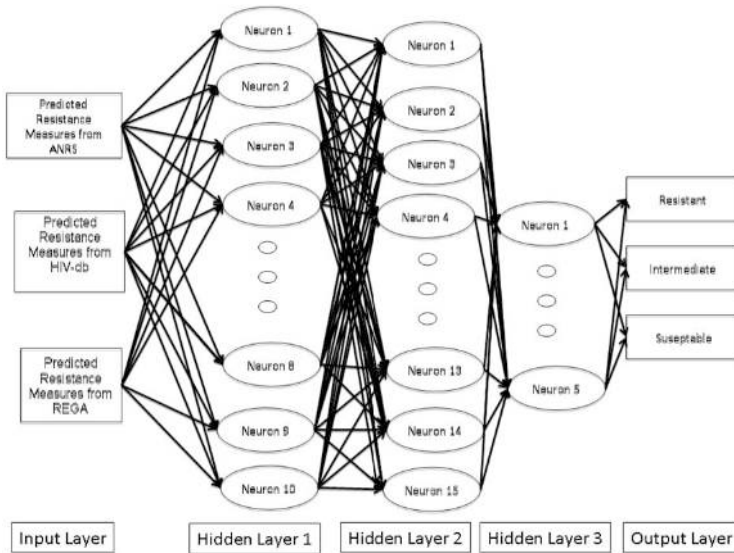 Predicted
Resistance
Measures from
ANRS
Predicted
Resistance
Measures from
HIV-db
Predicted
Resistance
Measures from
REGA
Input Layer
Neuron 1
Neuron 2
Neuron 3
Neuron 4
Neuron 8
Neuron 9
Neuron 10
Hidden Layer 1
Neuron 1
Neuron 2
Neuron 3
Neuron 4
Neuron 13
Neuron 14
Neuron 15
Hidden Layer 2
Neuron 1
Neuron 5
Hidden Layer 3
Resistant
Intermediate
Suseptable
Output Layer